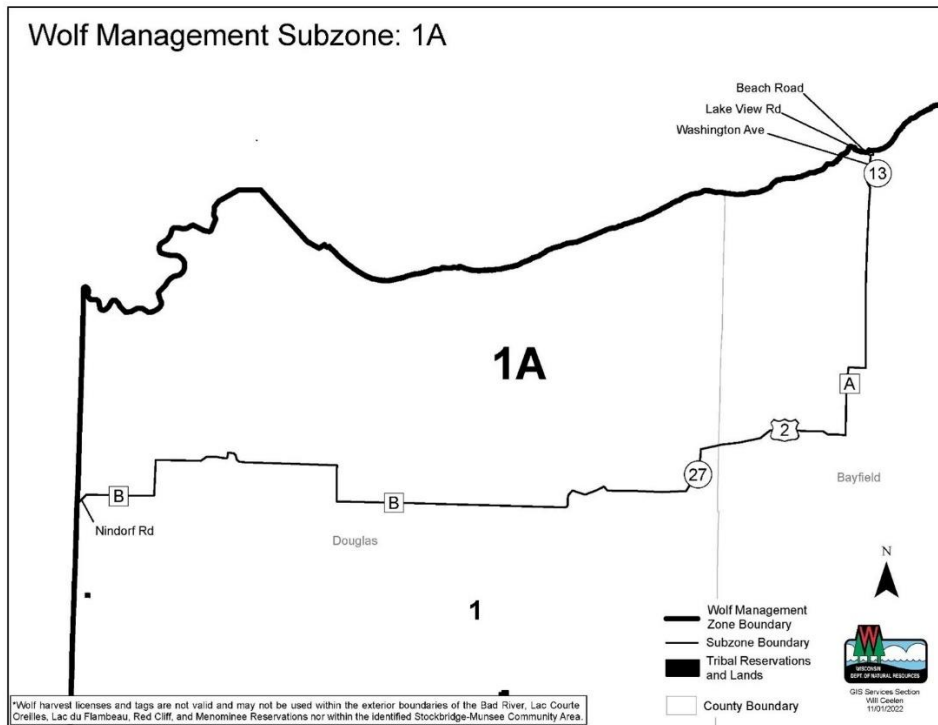 Wolf Management Subzone: 1A
Beach Road
Lake View Rd
Washington Ave
13
1A
A
2
27
Bayfield
B
B
Nindorf Rd
Douglas
1
N
Wolf Management
Zone Boundary
Subzone Boundary
Tribal Reservations
and Lands
County Boundary
W
WISCONSIN
DEPT. OF NATURAL RESOURCES
GIS Services Section
Will Ceelen
11/01/2022
*Wolf harvest licenses and tags are not valid and may not be used within the exterior boundaries of the Bad River, Lac Courte
Oreilles, Lac du Flambeau, Red Cliff, and Menominee Reservations nor within the identified Stockbridge-Munsee Community Area.